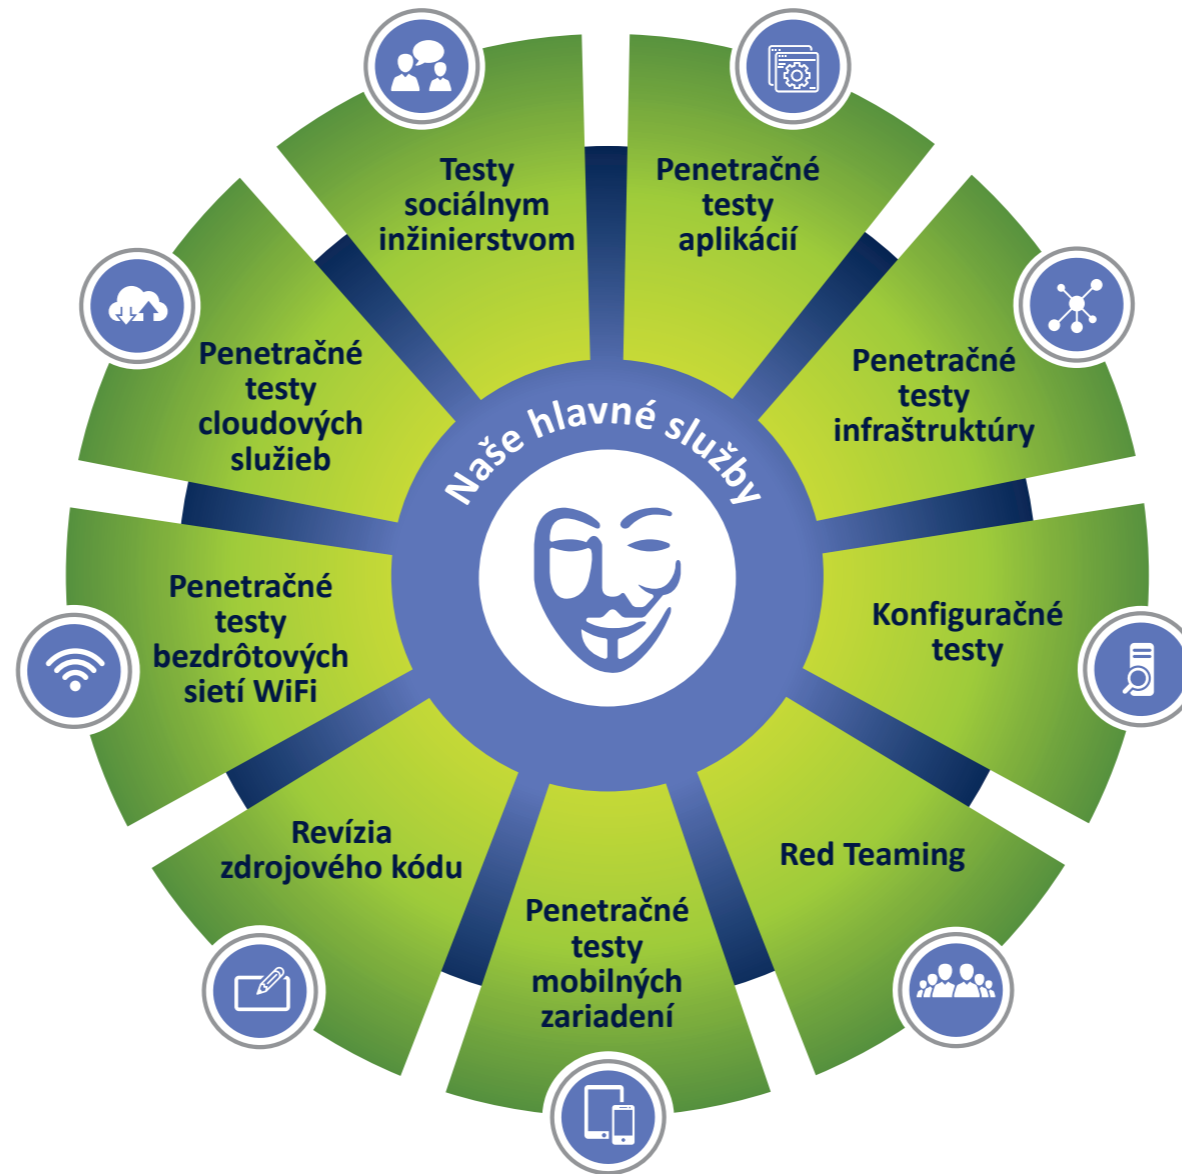 Naše hlavné služby
Penetračné
testy
aplikácií
Penetračné
testy
infraštruktúry
Konfiguračné
testy
Red Teaming
Penetračné
testy
mobilných
zariadení
Revízia
zdrojového kódu
Penetračné
testy
bezdrôtových
sietí WiFi
Penetračné
testy
cloudových
služieb
Testy
sociálnym
inžinierstvom